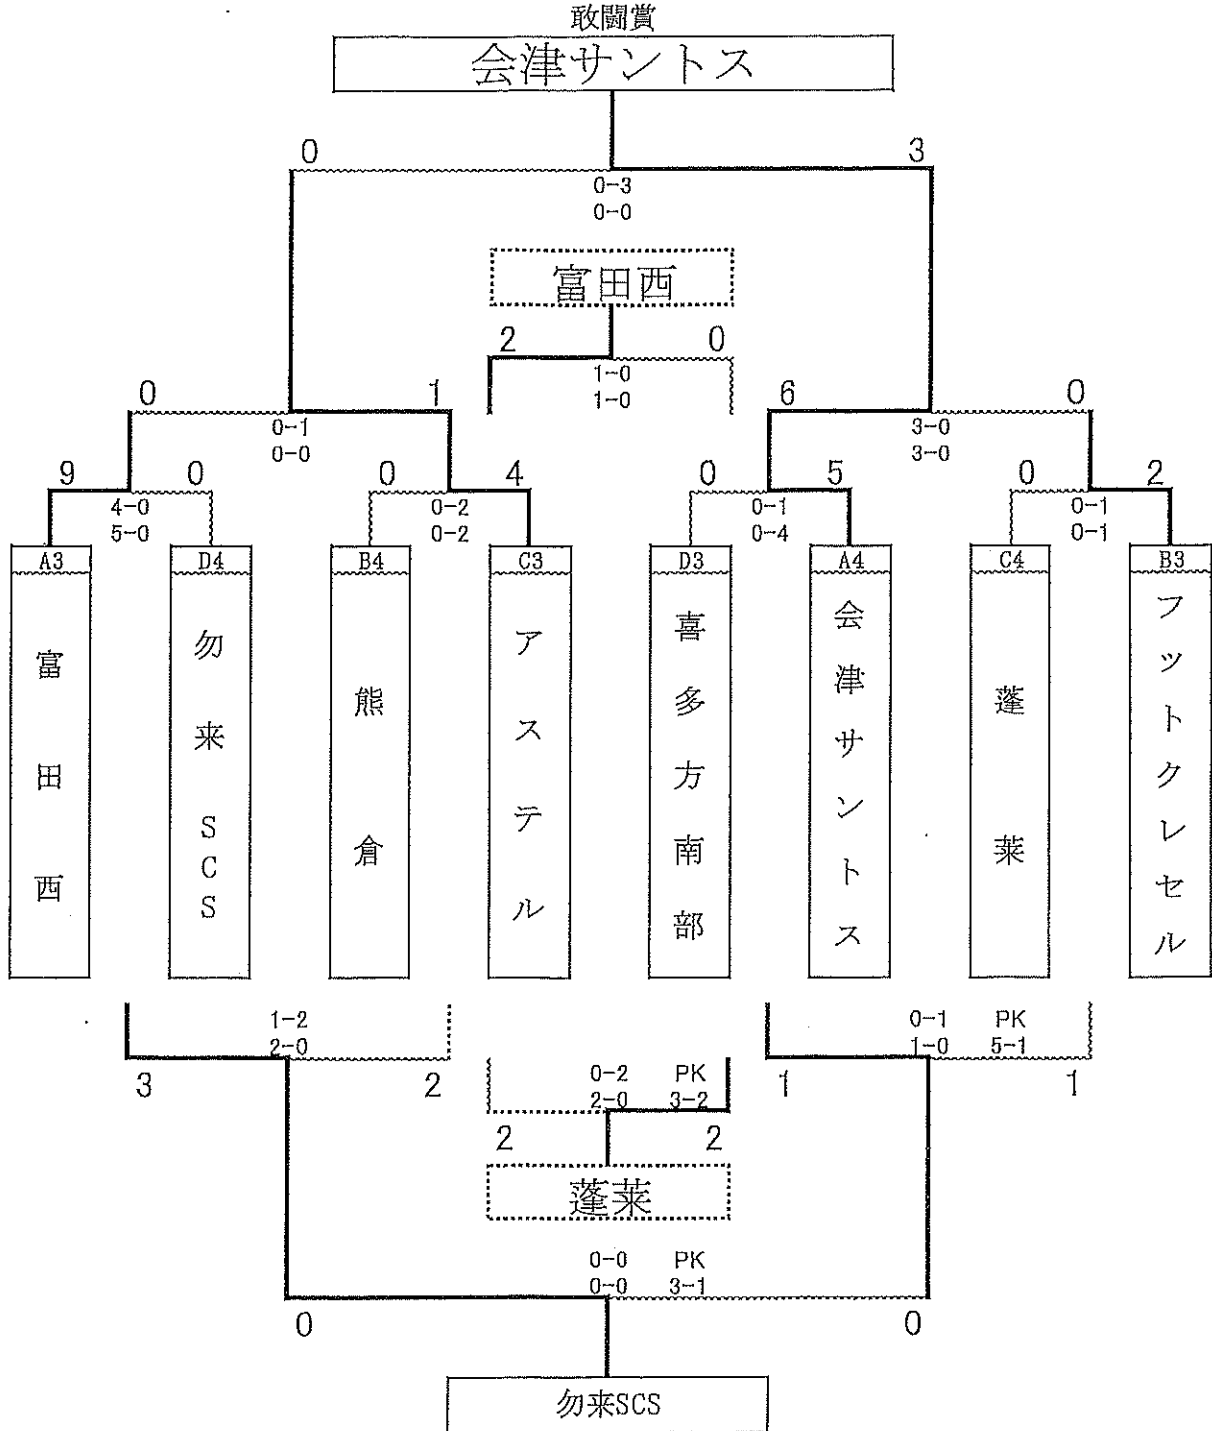 敢闘賞
会津サントス
0 3
0-3
0-0
富田西
2 0
1-0
1-0
0 1 6 0
0-1 3-0
0-0 3-0
9 0 0 4 0 5 0 2
4-0 0-2 0-1 0-1
5-0 0-2 0-4 0-1
A3 D4 B4 C3 D3 A4 C4 B3
富田西
勿来SCS
熊倉
アステル
喜多方南部
会津サントス
蓬莱
フットクレセル
1-2 0-1 PK
2-0 1-0 5-1
3 2 1 1
0-2 PK
2-0 3-2
2 2
蓬莱
0-0 PK
0-0 3-1
0 0
勿来SCS